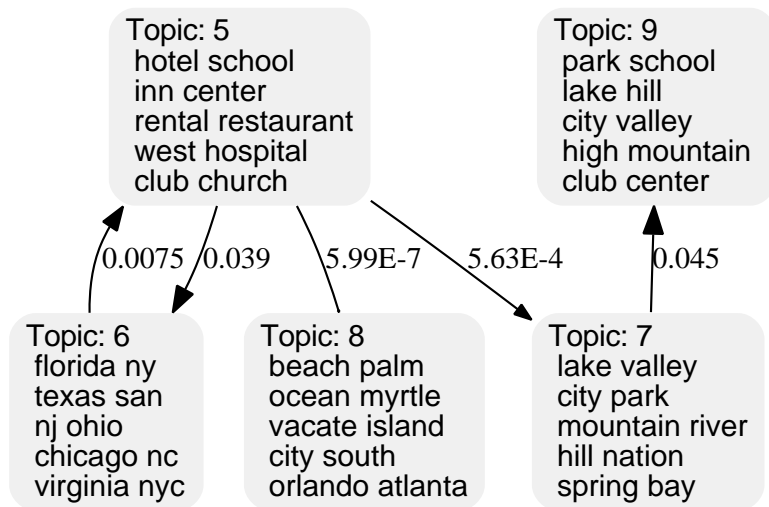 Topic: 5
hotel school
inn center
rental restaurant
west hospital
club church
Topic: 9
park school
lake hill
city valley
high mountain
club center
0.0075
0.039
5.99E-7
5.63E-4
0.045
Topic: 6
florida ny
texas san
nj ohio
chicago nc
virginia nyc
Topic: 8
beach palm
ocean myrtle
vacate island
city south
orlando atlanta
Topic: 7
lake valley
city park
mountain river
hill nation
spring bay